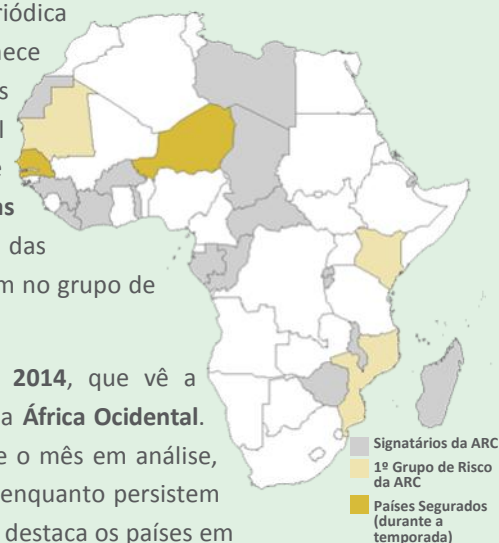 riódica
nece
s
l
e
as
das
m no grupo de
2014, que vê a
a África Ocidental.
e o mês em análise,
enquanto persistem
destaca os países em
Signatários da ARC
1º Grupo de Risco
da ARC
Países Segurados
(durante a
temporada)